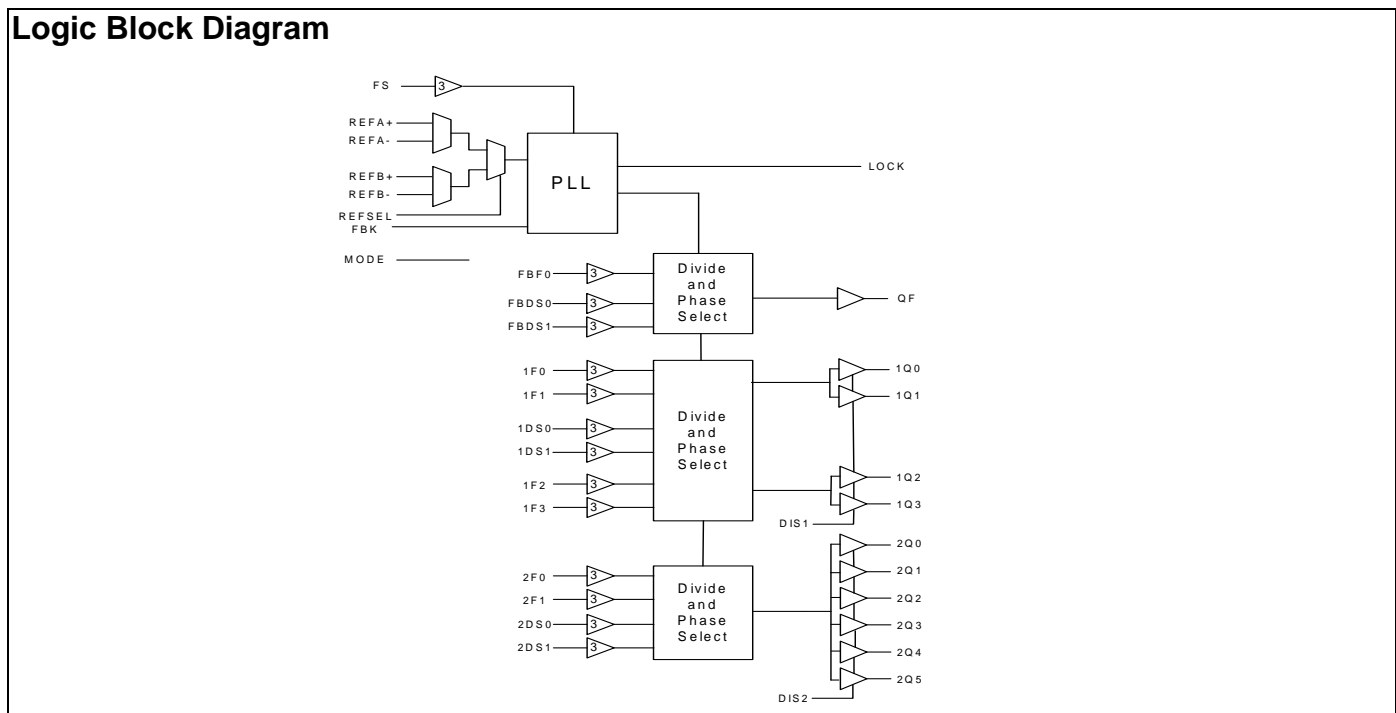 Logic Block Diagram
FS
3
REFA+
REFA-
REFB+
REFB-
REFSEL
FBK
MODE
PLL
LOCK
FBF0
3
FBDS0
3
FBDS1
3
Divide
and
Phase
Select
QF
1F0
3
1F1
3
1DS0
3
1DS1
3
1F2
3
1F3
3
Divide
and
Phase
Select
1Q0
1Q1
1Q2
1Q3
DIS1
2F0
3
2F1
3
2DS0
3
2DS1
3
Divide
and
Phase
Select
2Q0
2Q1
2Q2
2Q3
2Q4
2Q5
DIS2